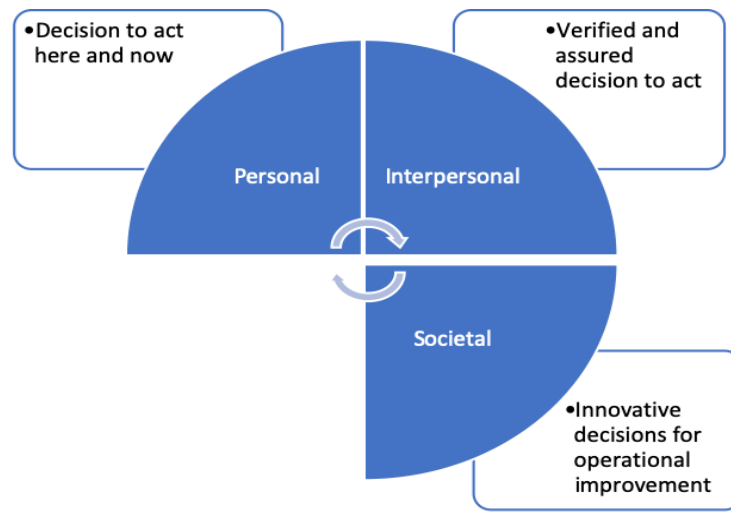 •Decision to act
here and now
•Verified and
assured
decision to act
Personal
Interpersonal
Societal
•Innovative
decisions for
operational
improvement